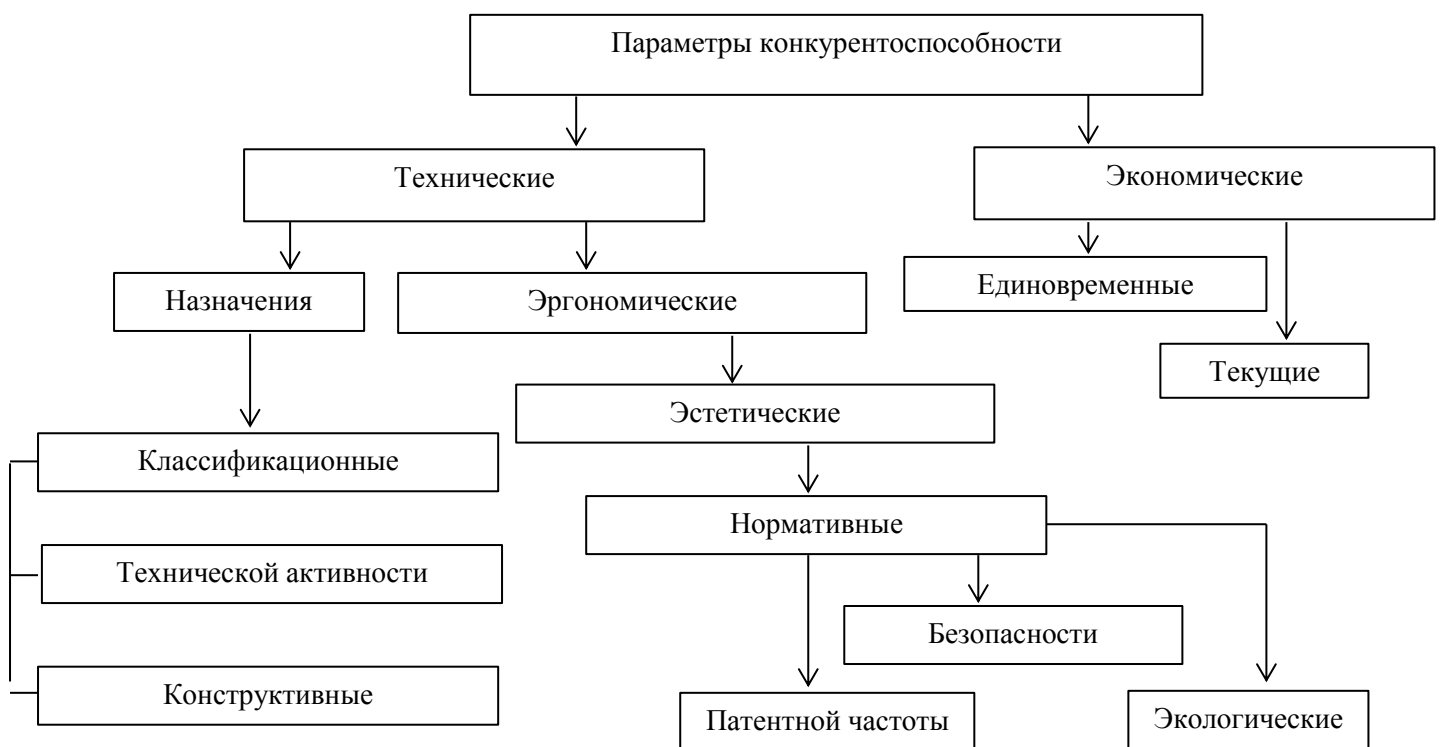 Параметры конкурентоспособности
Технические
Экономические
Назначения
Эргономические
Единовременные
Текущие
Эстетические
Классификационные
Нормативные
Технической активности
Безопасности
Конструктивные
Патентной частоты
Экологические